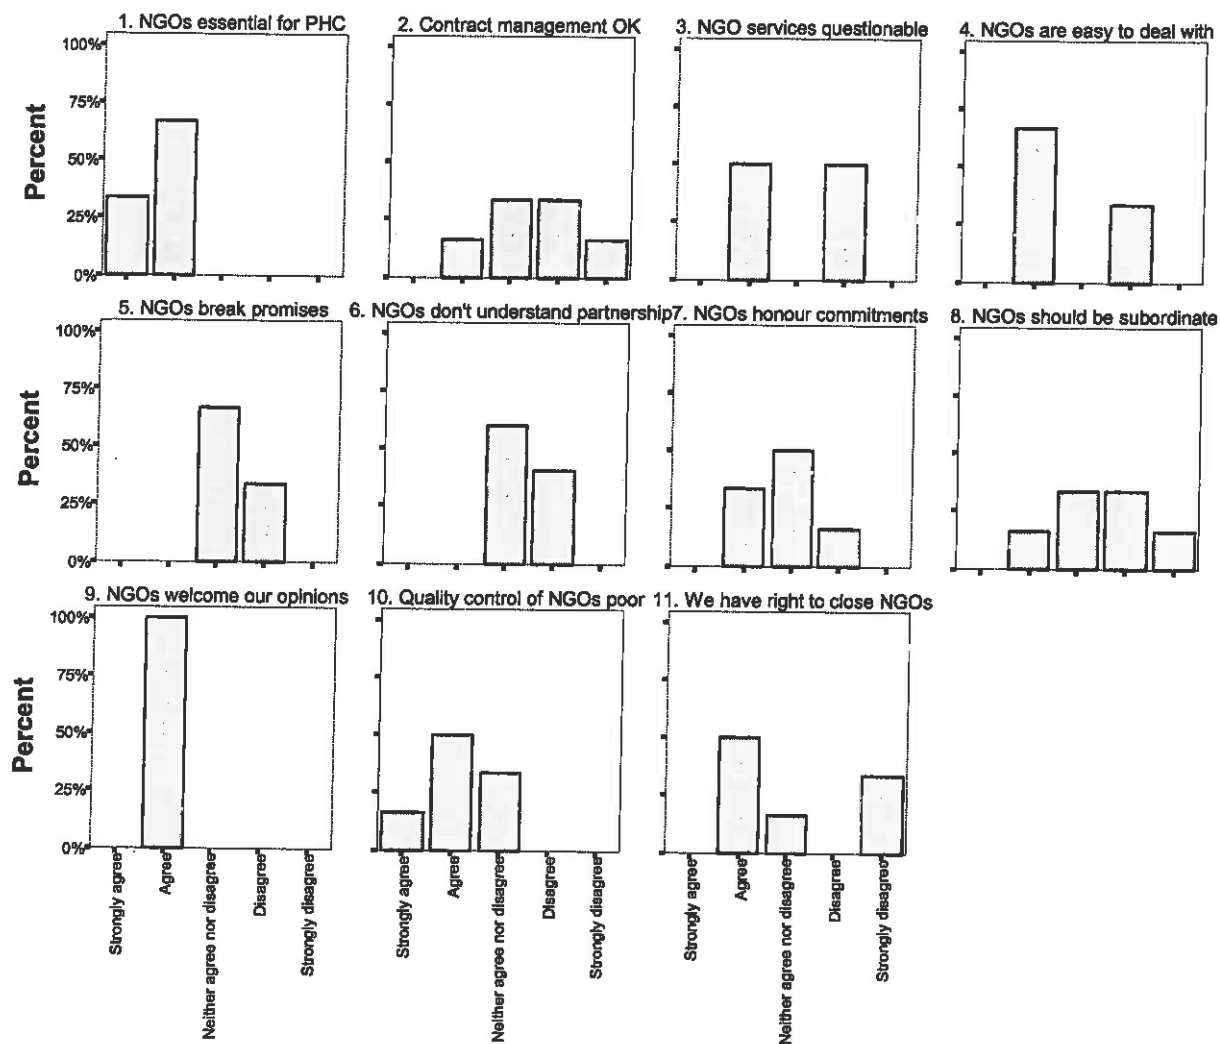 1. NGOs essential for PHC
2. Contract management OK
3. NGO services questionable
4. NGOs are easy to deal with
100%
75%
50%
25%
0%
Percent
5. NGOs break promises
6. NGOs don't understand partnership
7. NGOs honour commitments
8. NGOs should be subordinate
100%
75%
50%
25%
0%
Percent
9. NGOs welcome our opinions
10. Quality control of NGOs poor
11. We have right to close NGOs
100%
75%
50%
25%
0%
Percent
Strongly agree
Agree
Neither agree nor disagree
Disagree
Strongly disagree
Strongly agree
Agree
Neither agree nor disagree
Disagree
Strongly disagree
Strongly agree
Agree
Neither agree nor disagree
Disagree
Strongly disagree